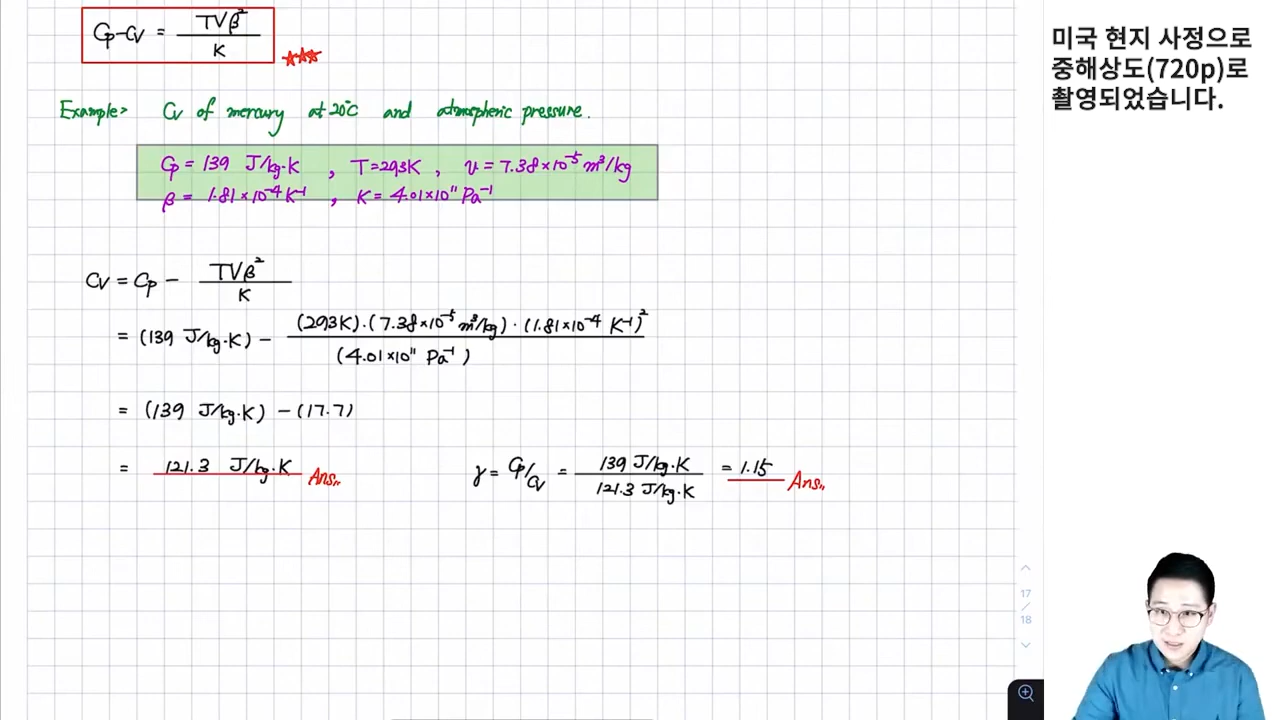 Cp-Cv = TVβ² / κ
Example> Cv of mercury at 20°C and atmospheric pressure.
Cp = 139 J/kg·K , T=293K , v = 7.38×10⁻⁵ m³/kg
β = 1.81×10⁻⁴ K⁻¹ , κ = 4.01×10¹¹ Pa⁻¹
Cv = Cp - TVβ² / κ
= (139 J/kg·K) - (293K)·(7.38×10⁻⁵ m³/kg)·(1.81×10⁻⁴ K⁻¹)² / (4.01×10¹¹ Pa⁻¹)
= (139 J/kg·K) - (17.7)
= 121.3 J/kg·K Ans..
γ = Cp/Cv = 139 J/kg·K / 121.3 J/kg·K = 1.15 Ans..
미국 현지 사정으로
중해상도(720p)로
촬영되었습니다.
17
/
18